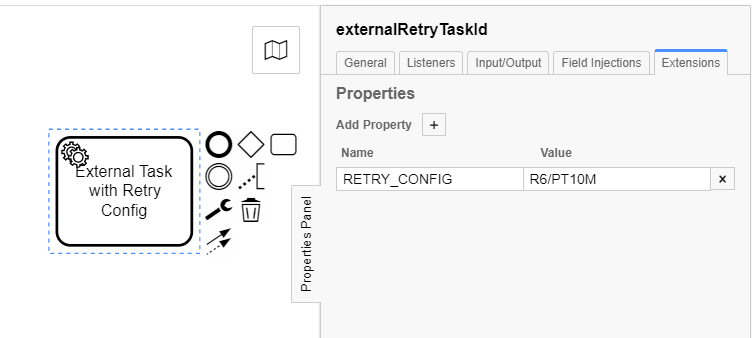 externalRetryTaskId
General Listeners Input/Output Field Injections Extensions
Properties
Add Property +
Name Value
RETRY_CONFIG R6/PT10M x
External Task
with Retry
Config
Properties Panel